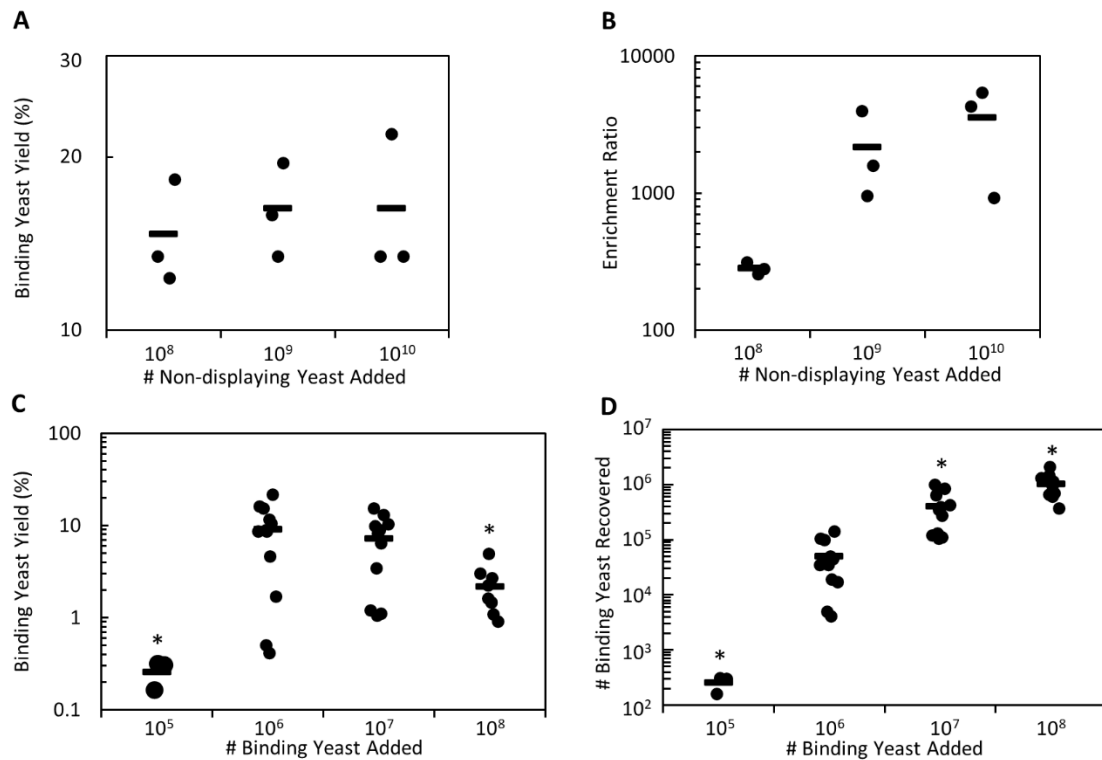 A
Binding Yeast Yield (%)
30
20
10
10⁸ 10⁹ 10¹⁰
# Non-displaying Yeast Added
B
Enrichment Ratio
10000
1000
100
10⁸ 10⁹ 10¹⁰
# Non-displaying Yeast Added
C
Binding Yeast Yield (%)
100
10
1
0.1
*
*
10⁵ 10⁶ 10⁷ 10⁸
# Binding Yeast Added
D
# Binding Yeast Recovered
10⁷
10⁶
10⁵
10⁴
10³
10²
* *
*
10⁵ 10⁶ 10⁷ 10⁸
# Binding Yeast Added